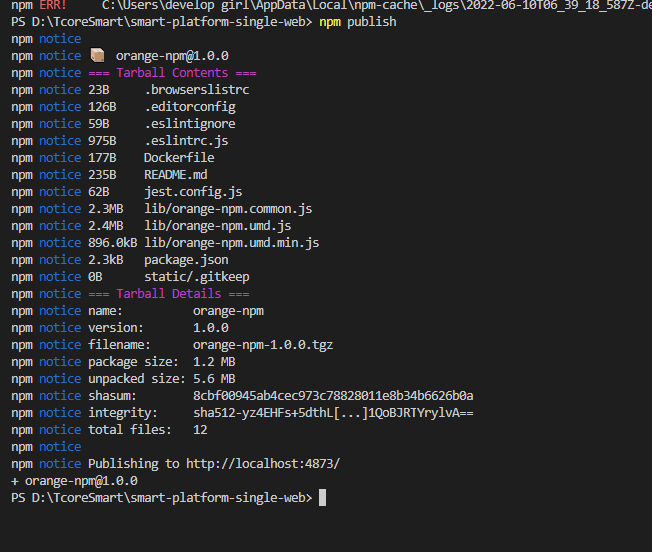 npm ERR!     C:\Users\develop girl\AppData\Local\npm-cache\_logs\2022-06-10T06_39_18_587Z-de
PS D:\TcoreSmart\smart-platform-single-web> npm publish
npm notice
npm notice 📦  orange-npm@1.0.0
npm notice === Tarball Contents ===
npm notice 23B     .browserslistrc
npm notice 126B    .editorconfig
npm notice 59B     .eslintignore
npm notice 975B    .eslintrc.js
npm notice 177B    Dockerfile
npm notice 235B    README.md
npm notice 62B     jest.config.js
npm notice 2.3MB   lib/orange-npm.common.js
npm notice 2.4MB   lib/orange-npm.umd.js
npm notice 896.0kB lib/orange-npm.umd.min.js
npm notice 2.3kB   package.json
npm notice 0B      static/.gitkeep
npm notice === Tarball Details ===
npm notice name:          orange-npm
npm notice version:       1.0.0
npm notice filename:      orange-npm-1.0.0.tgz
npm notice package size:  1.2 MB
npm notice unpacked size: 5.6 MB
npm notice shasum:        8cbf00945ab4cec973c78828011e8b34b6626b0a
npm notice integrity:     sha512-yz4EHFs+5dthL[...]1QoBJRTYrylvA==
npm notice total files:   12
npm notice
npm notice Publishing to http://localhost:4873/
+ orange-npm@1.0.0
PS D:\TcoreSmart\smart-platform-single-web>